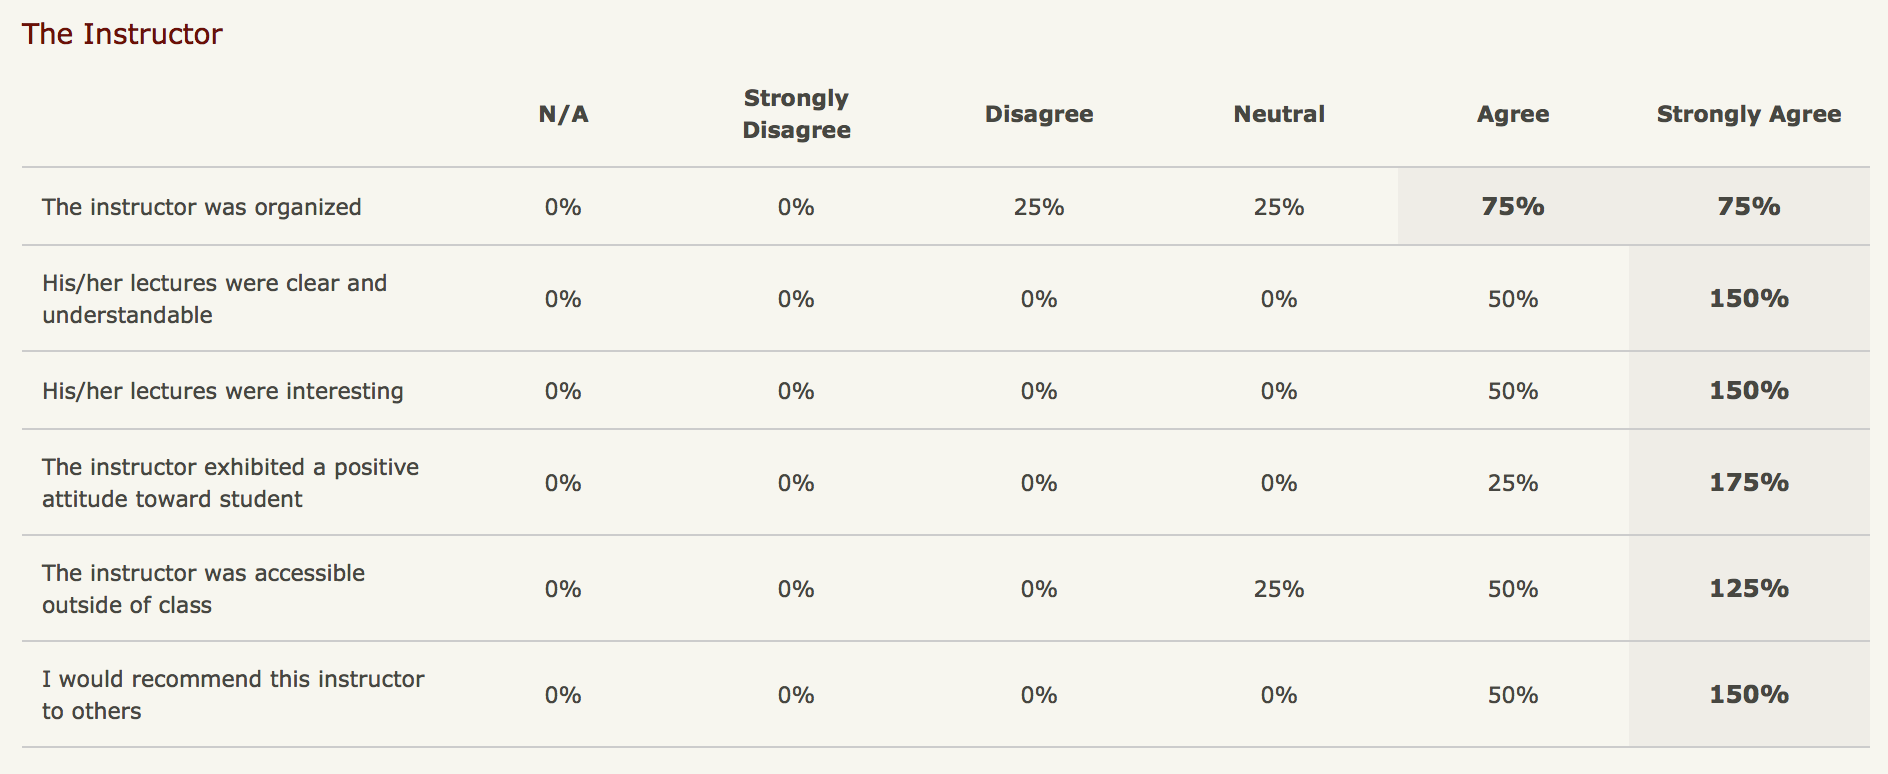 The Instructor
N/A Strongly Disagree Disagree Neutral Agree Strongly Agree
The instructor was organized 0% 0% 25% 25% 75% 75%
His/her lectures were clear and understandable 0% 0% 0% 0% 50% 150%
His/her lectures were interesting 0% 0% 0% 0% 50% 150%
The instructor exhibited a positive attitude toward student 0% 0% 0% 0% 25% 175%
The instructor was accessible outside of class 0% 0% 0% 25% 50% 125%
I would recommend this instructor to others 0% 0% 0% 0% 50% 150%